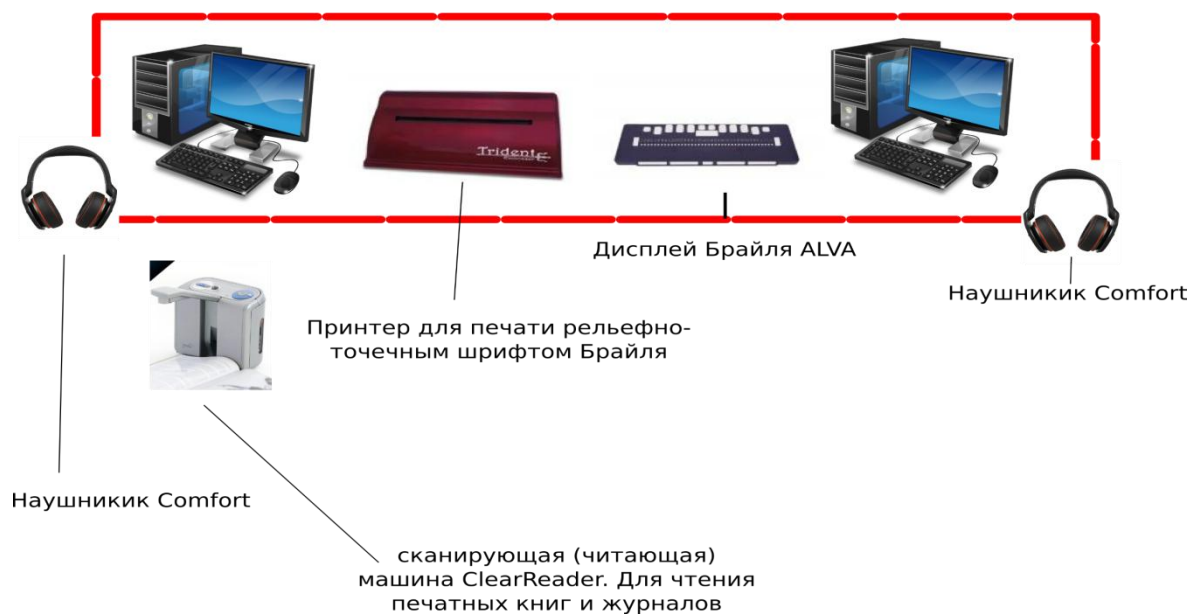 Trident
Дисплей Брайля ALVA
Наушникик Comfort
Принтер для печати рельефно-
точечным шрифтом Брайля
Наушникик Comfort
сканирующая (читающая)
машина ClearReader. Для чтения
печатных книг и журналов